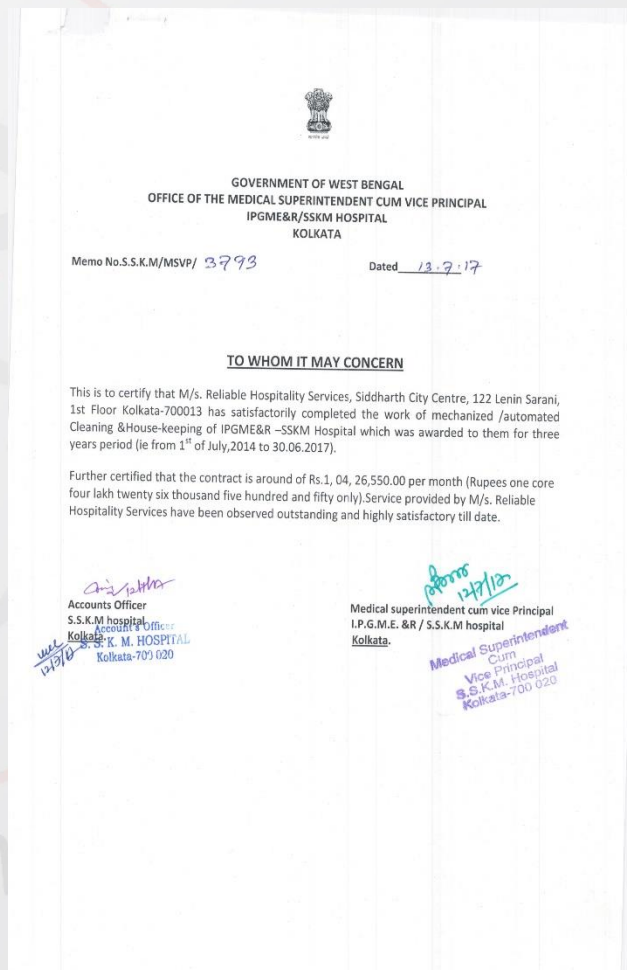 GOVERNMENT OF WEST BENGAL
OFFICE OF THE MEDICAL SUPERINTENDENT CUM VICE PRINCIPAL
IPGME&R/SSKM HOSPITAL
KOLKATA
Memo No.S.S.K.M/MSVP/ 3793 Dated 13.7.17
TO WHOM IT MAY CONCERN
This is to certify that M/s. Reliable Hospitality Services, Siddharth City Centre, 122 Lenin Sarani,
1st Floor Kolkata-700013 has satisfactorily completed the work of mechanized /automated
Cleaning &House-keeping of IPGME&R –SSKM Hospital which was awarded to them for three
years period (ie from 1st of July,2014 to 30.06.2017).
Further certified that the contract is around of Rs.1, 04, 26,550.00 per month (Rupees one core
four lakh twenty six thousand five hundred and fifty only).Service provided by M/s. Reliable
Hospitality Services have been observed outstanding and highly satisfactory till date.
Accounts Officer
S.S.K.M hospital
Kolkata.
Account's Officer
S. S. K. M. HOSPITAL
Kolkata-700 020
12/7/17
Medical superintendent cum vice Principal
I.P.G.M.E. &R / S.S.K.M hospital
Kolkata.
Medical Superintendent
Cum
Vice Principal
S.S.K.M. Hospital
Kolkata-700 020